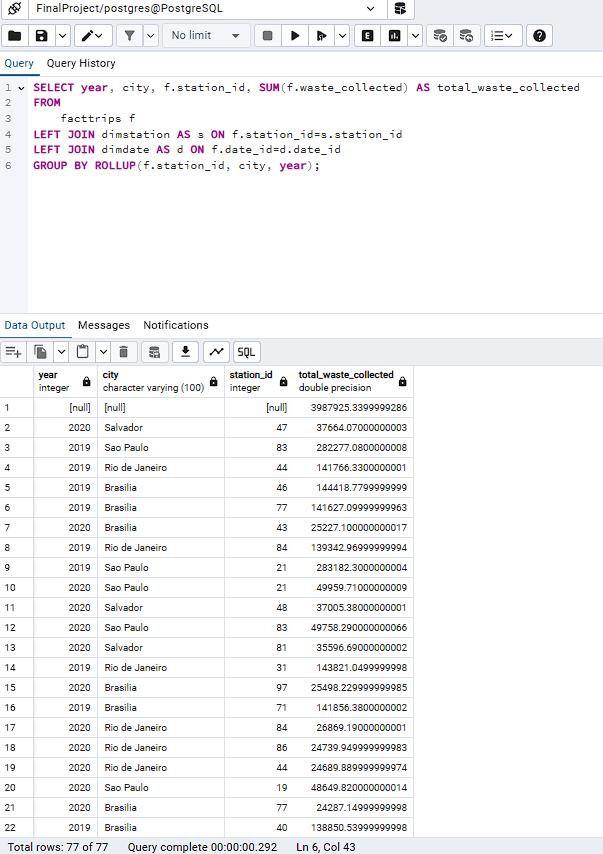 FinalProject/postgres@PostgreSQL
No limit
E
Query Query History
1 SELECT year, city, f.station_id, SUM(f.waste_collected) AS total_waste_collected
2 FROM
3 facttrips f
4 LEFT JOIN dimstation AS s ON f.station_id=s.station_id
5 LEFT JOIN dimdate AS d ON f.date_id=d.date_id
6 GROUP BY ROLLUP(f.station_id, city, year);
Data Output Messages Notifications
SQL
year city station_id total_waste_collected
integer character varying (100) integer double precision
1 [null] [null] [null] 3987925.3399999286
2 2020 Salvador 47 37664.07000000003
3 2019 Sao Paulo 83 282277.0800000008
4 2019 Rio de Janeiro 44 141766.3300000001
5 2019 Brasilia 46 144418.7799999999
6 2019 Brasilia 77 141627.09999999963
7 2020 Brasilia 43 25227.100000000017
8 2019 Rio de Janeiro 84 139342.96999999994
9 2019 Sao Paulo 21 283182.3000000004
10 2020 Sao Paulo 21 49959.71000000009
11 2020 Salvador 48 37005.38000000001
12 2020 Sao Paulo 83 49758.290000000066
13 2020 Salvador 81 35596.69000000002
14 2019 Rio de Janeiro 31 143821.0499999998
15 2020 Brasilia 97 25498.229999999985
16 2019 Brasilia 71 141856.3800000002
17 2020 Rio de Janeiro 84 26869.19000000001
18 2020 Rio de Janeiro 86 24739.949999999983
19 2020 Rio de Janeiro 44 24689.889999999974
20 2020 Sao Paulo 19 48649.820000000014
21 2020 Brasilia 77 24287.14999999998
22 2019 Brasilia 40 138850.53999999998
Total rows: 77 of 77 Query complete 00:00:00.292 Ln 6, Col 43